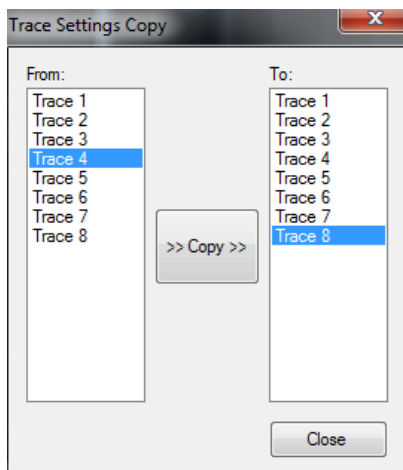 Trace Settings Copy
X
From:
Trace 1
Trace 2
Trace 3
Trace 4
Trace 5
Trace 6
Trace 7
Trace 8
>> Copy >>
To:
Trace 1
Trace 2
Trace 3
Trace 4
Trace 5
Trace 6
Trace 7
Trace 8
Close